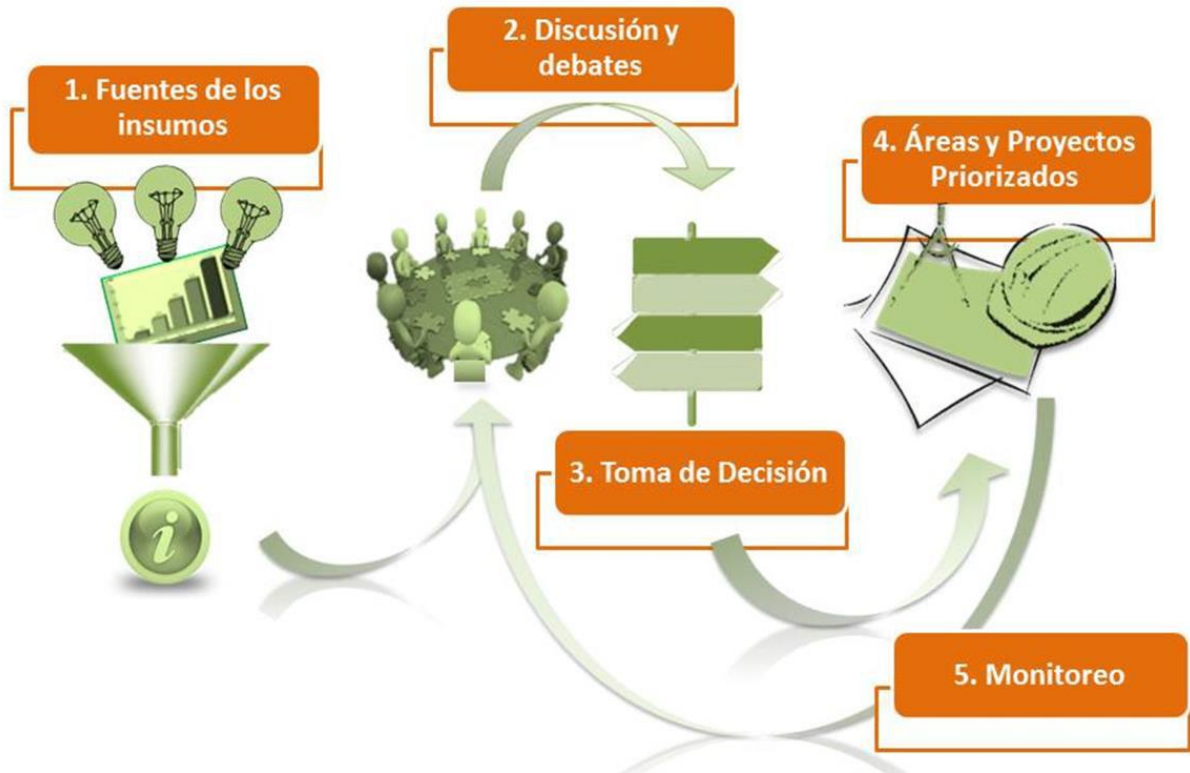 1. Fuentes de los
insumos
2. Discusión y
debates
3. Toma de Decisión
4. Áreas y Proyectos
Priorizados
5. Monitoreo
i